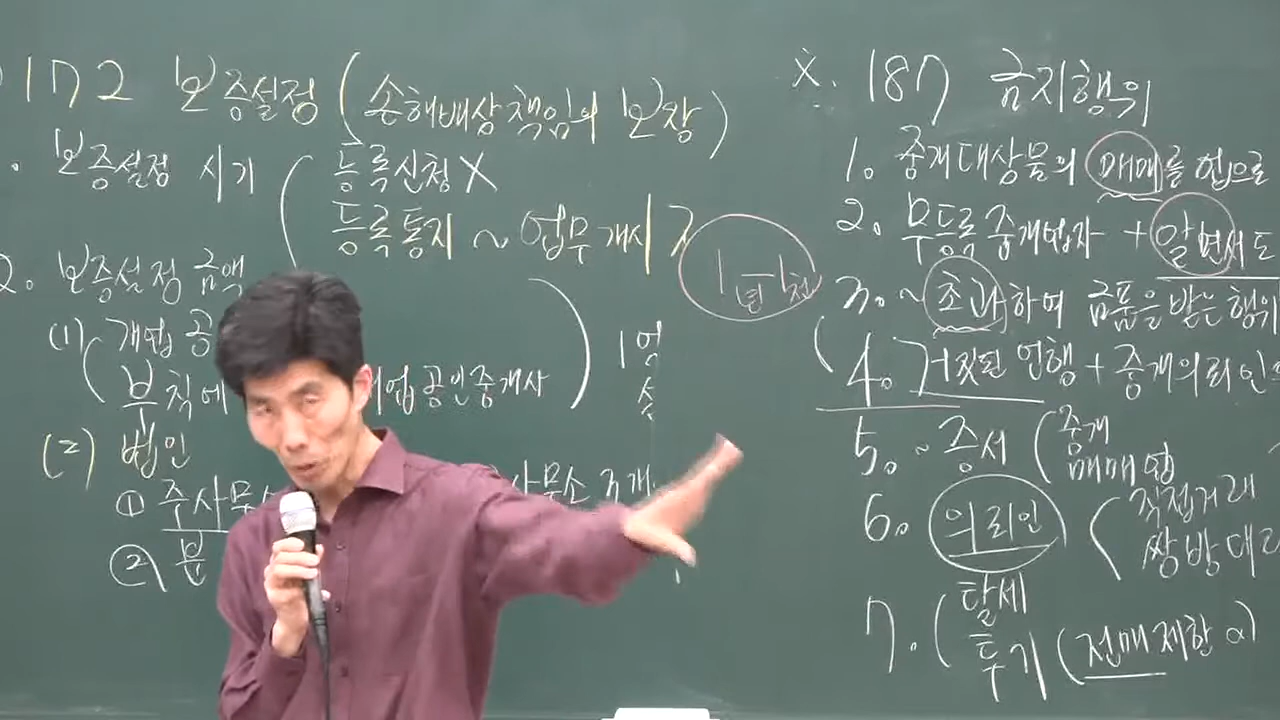 172 보증설정 (손해배상책임의 보장)
보증설정 시기 ( 등록신청 X
등록통지 ~ 업무개시 전
2. 보증설정 금액
(1) ( 개업 공
부칙에 개업공인중개사 ) 1억
(2) 법인
① 주사무소
사무소 3개
② 분
1년-1천
X. 187 금지행위
1. 중개대상물의 매매를 업으로
2. 무등록 중개업자 + 알면서도
3. ~ 초과하여 금품을 받는 행위
4. 거짓된 언행 + 중개의뢰인
5. ~ 증서 ( 중개
매매업
6. 의뢰인 ( 직접거래
쌍방대리
7. ( 탈세
투기 (전매제한 a)